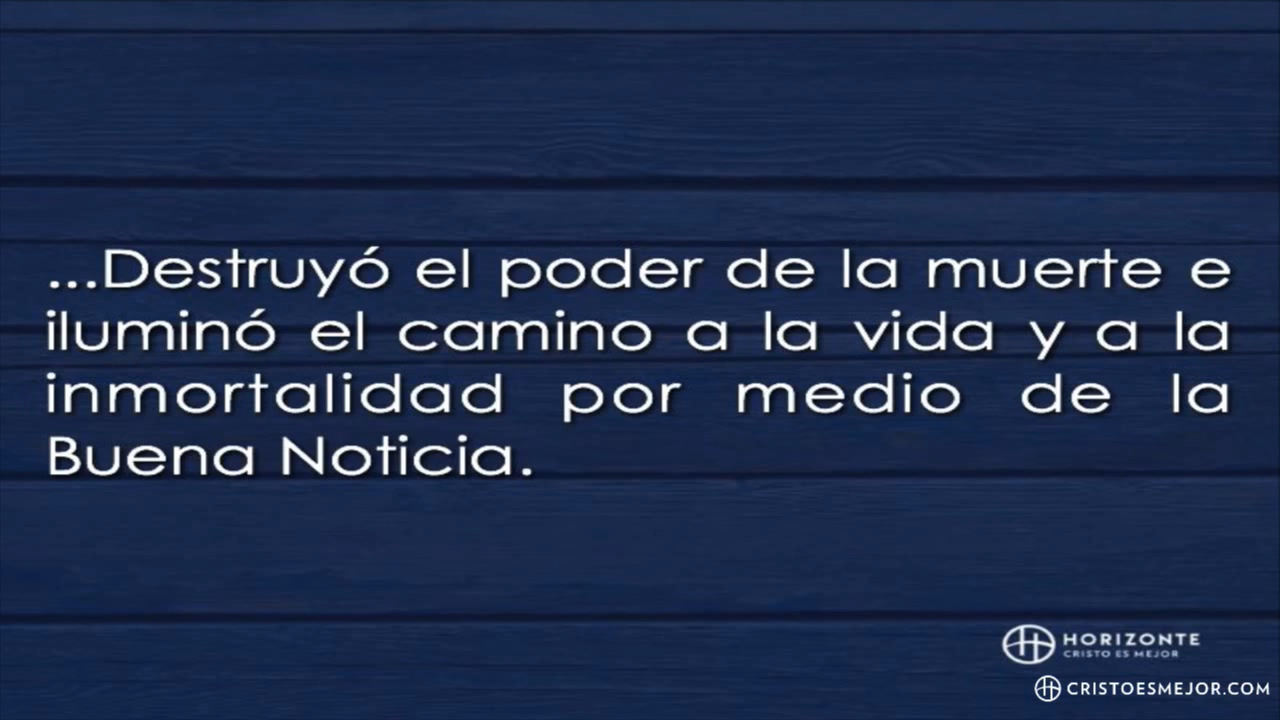 ...Destruyó el poder de la muerte e
iluminó el camino a la vida y a la
inmortalidad por medio de la
Buena Noticia.
HORIZONTE
CRISTO ES MEJOR
CRISTOESMEJOR.COM